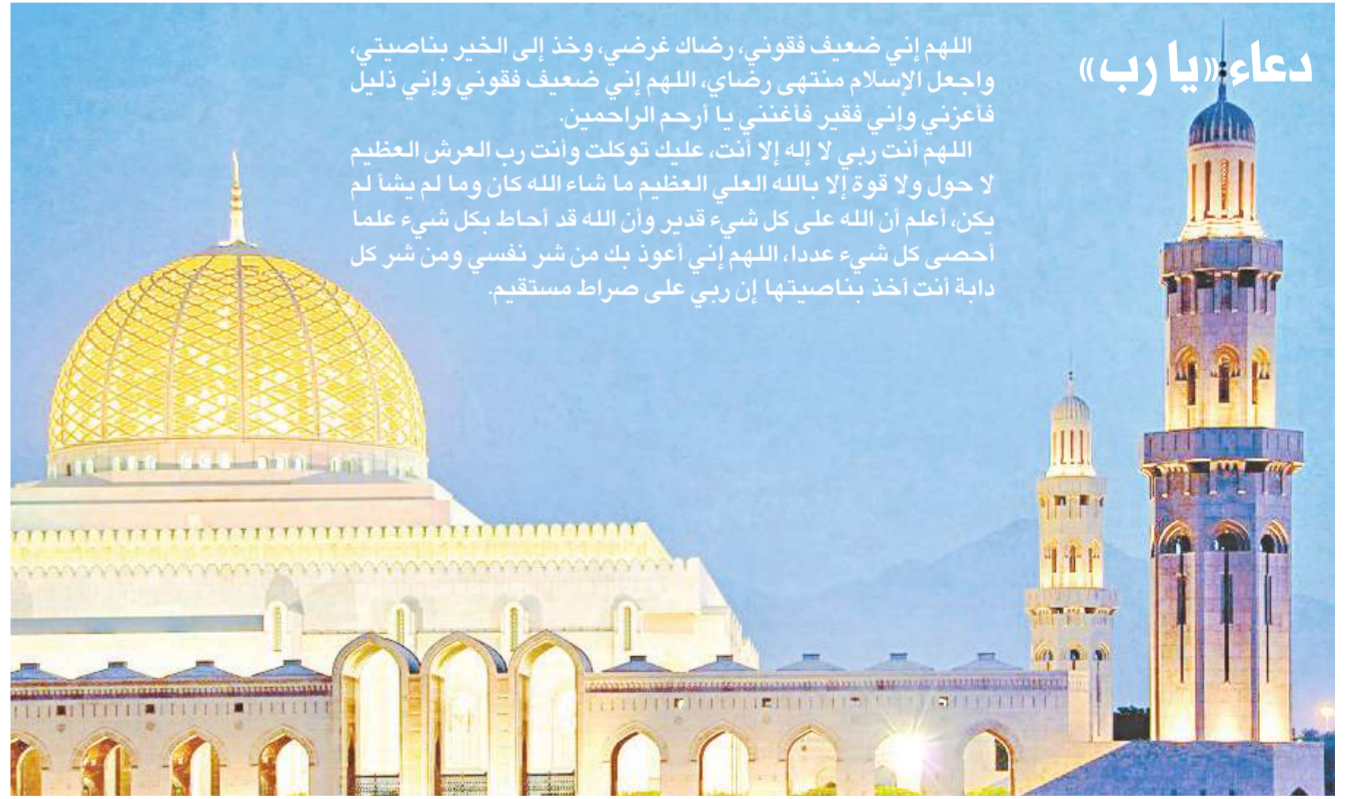 دعاء «يا رب»
اللهم إني ضعيف فقوني، رضاك غرضي، وخذ إلى الخير بناصيتي،
واجعل الإسلام منتهى رضاي، اللهم إني ضعيف فقوني وإني ذليل
فأعزني وإني فقير فأغنني يا أرحم الراحمين.
اللهم أنت ربي لا إله إلا أنت، عليك توكلت وأنت رب العرش العظيم
لا حول ولا قوة إلا بالله العلي العظيم ما شاء الله كان وما لم يشأ لم
يكن، أعلم أن الله على كل شيء قدير وأن الله قد أحاط بكل شيء علما
أحصى كل شيء عددا، اللهم إني أعوذ بك من شر نفسي ومن شر كل
دابة أنت آخذ بناصيتها إن ربي على صراط مستقيم.